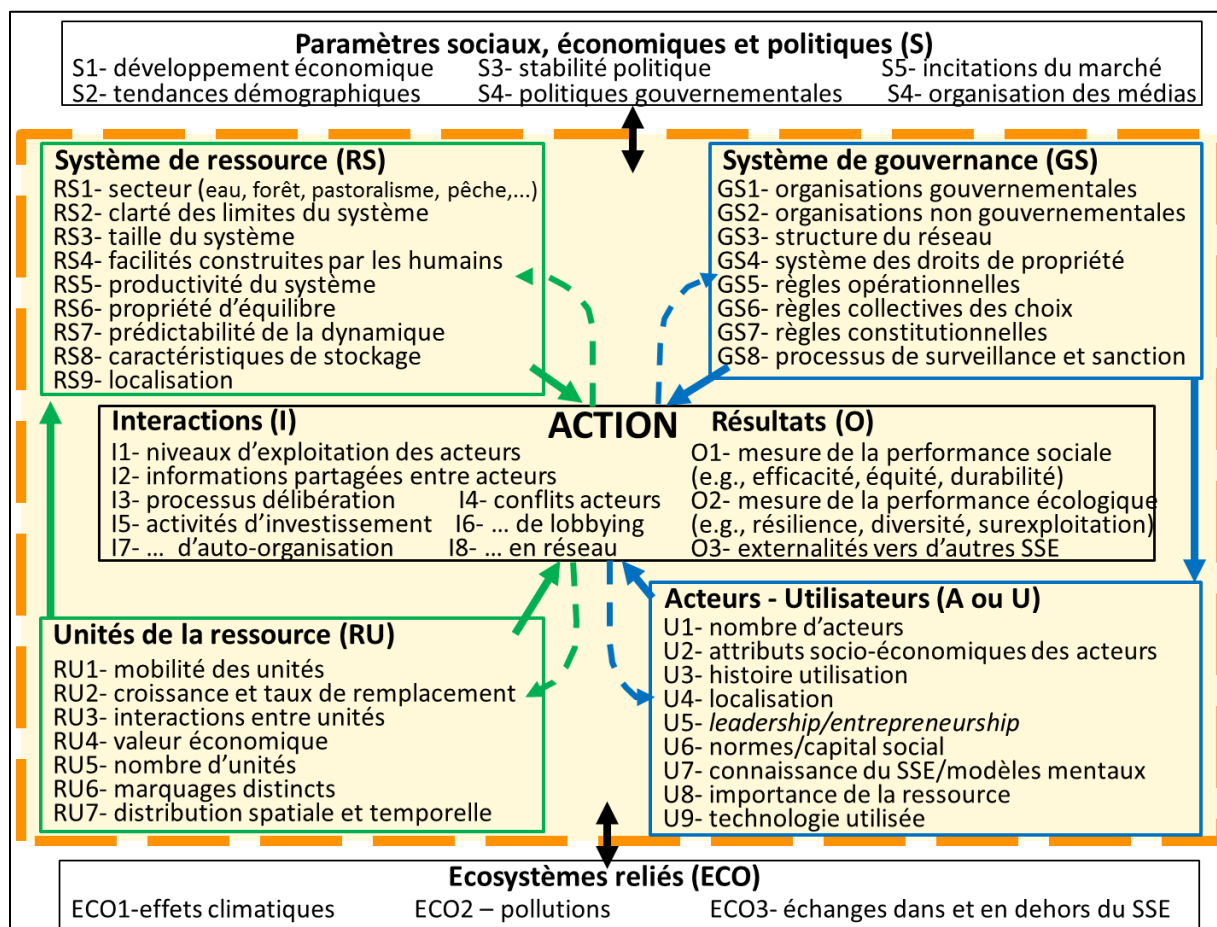 Paramètres sociaux, économiques et politiques (S)
S1- développement économique
S3- stabilité politique
S5- incitations du marché
S2- tendances démographiques
S4- politiques gouvernementales
S4- organisation des médias
Système de ressource (RS)
RS1- secteur (eau, forêt, pastoralisme, pêche,...)
RS2- clarté des limites du système
RS3- taille du système
RS4- facilités construites par les humains
RS5- productivité du système
RS6- propriété d'équilibre
RS7- prédictabilité de la dynamique
RS8- caractéristiques de stockage
RS9- localisation
Système de gouvernance (GS)
GS1- organisations gouvernementales
GS2- organisations non gouvernementales
GS3- structure du réseau
GS4- système des droits de propriété
GS5- règles opérationnelles
GS6- règles collectives des choix
GS7- règles constitutionnelles
GS8- processus de surveillance et sanction
ACTION
Interactions (I)
I1- niveaux d'exploitation des acteurs
I2- informations partagées entre acteurs
I3- processus délibération
I4- conflits acteurs
I5- activités d'investissement
I6- ... de lobbying
I7- ... d'auto-organisation
I8- ... en réseau
Résultats (O)
O1- mesure de la performance sociale
(e.g., efficacité, équité, durabilité)
O2- mesure de la performance écologique
(e.g., résilience, diversité, surexploitation)
O3- externalités vers d'autres SSE
Unités de la ressource (RU)
RU1- mobilité des unités
RU2- croissance et taux de remplacement
RU3- interactions entre unités
RU4- valeur économique
RU5- nombre d'unités
RU6- marquages distincts
RU7- distribution spatiale et temporelle
Acteurs - Utilisateurs (A ou U)
U1- nombre d'acteurs
U2- attributs socio-économiques des acteurs
U3- histoire utilisation
U4- localisation
U5- leadership/entrepreneurship
U6- normes/capital social
U7- connaissance du SSE/modèles mentaux
U8- importance de la ressource
U9- technologie utilisée
Ecosystèmes reliés (ECO)
ECO1-effets climatiques
ECO2 – pollutions
ECO3- échanges dans et en dehors du SSE